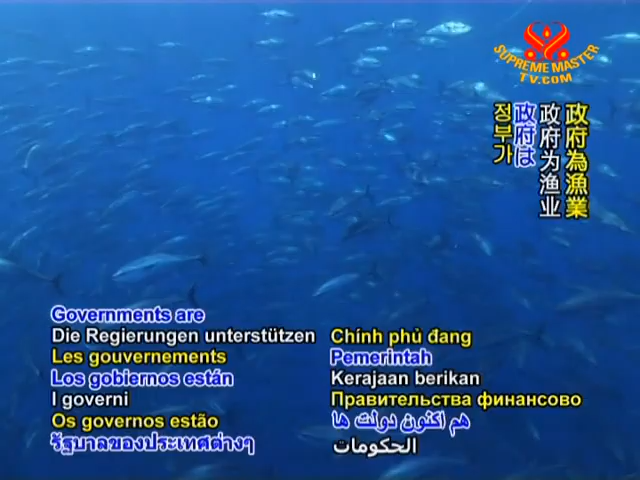 SUPREME MASTER
TV.COM
政府為漁業
政府为渔业
政府は
정부가
Governments are
Die Regierungen unterstützen
Les gouvernements
Los gobiernos están
I governi
Os governos estão
รัฐบาลของประเทศต่างๆ
Chính phủ đang
Pemerintah
Kerajaan berikan
Правительства финансово
هم اکنون دولت ها
الحكومات